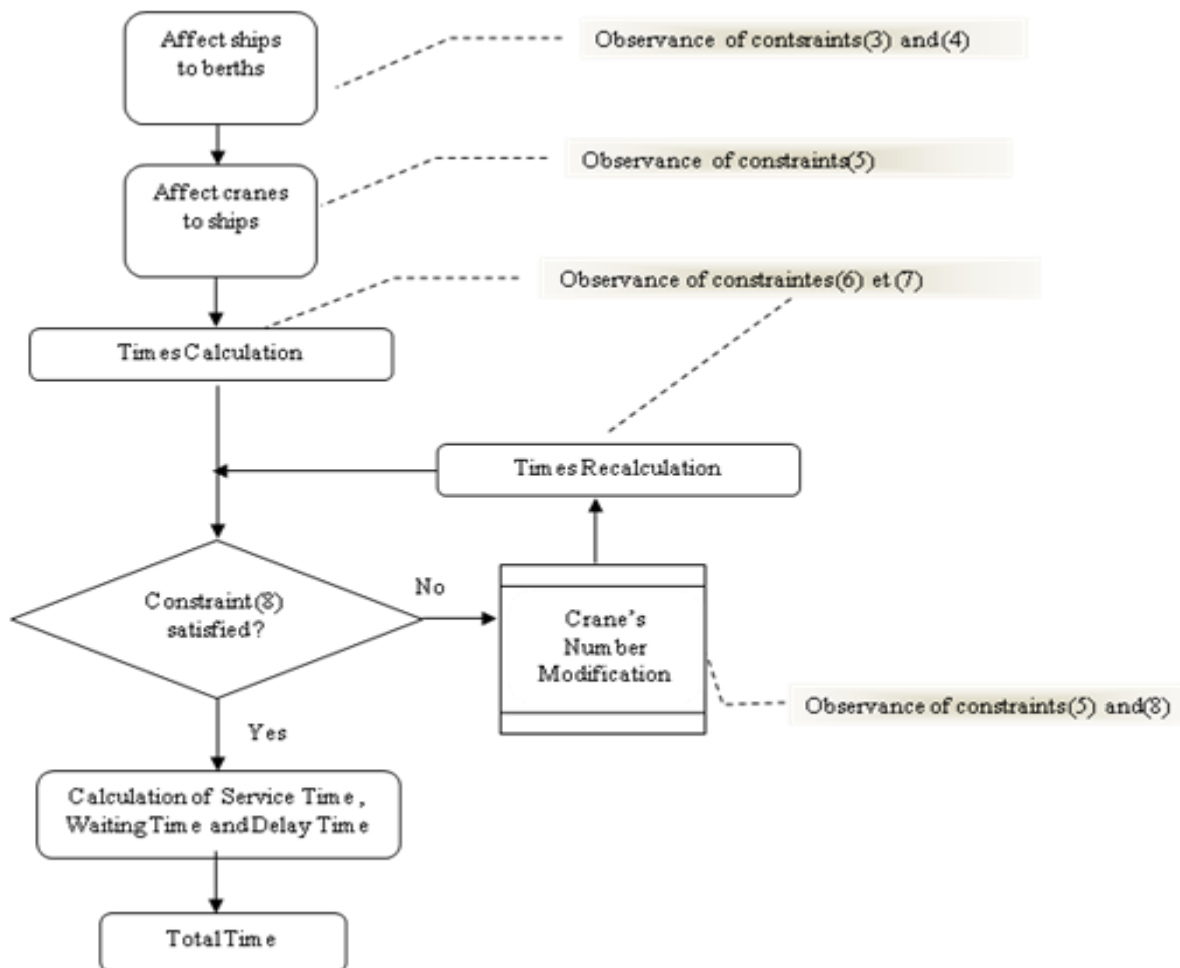 Affect ships
to berths
Observance of contsraints(3) and(4)
Affect cranes
to ships
Observance of constraints(5)
Observance of constraintes(6) et(7)
Times Calculation
Times Recalculation
Constraint(8)
satisfied?
No
Crane's
Number
Modification
Observance of constraints(5) and(8)
Yes
Calculation of Service Time,
Waiting Time and Delay Time
Total Time